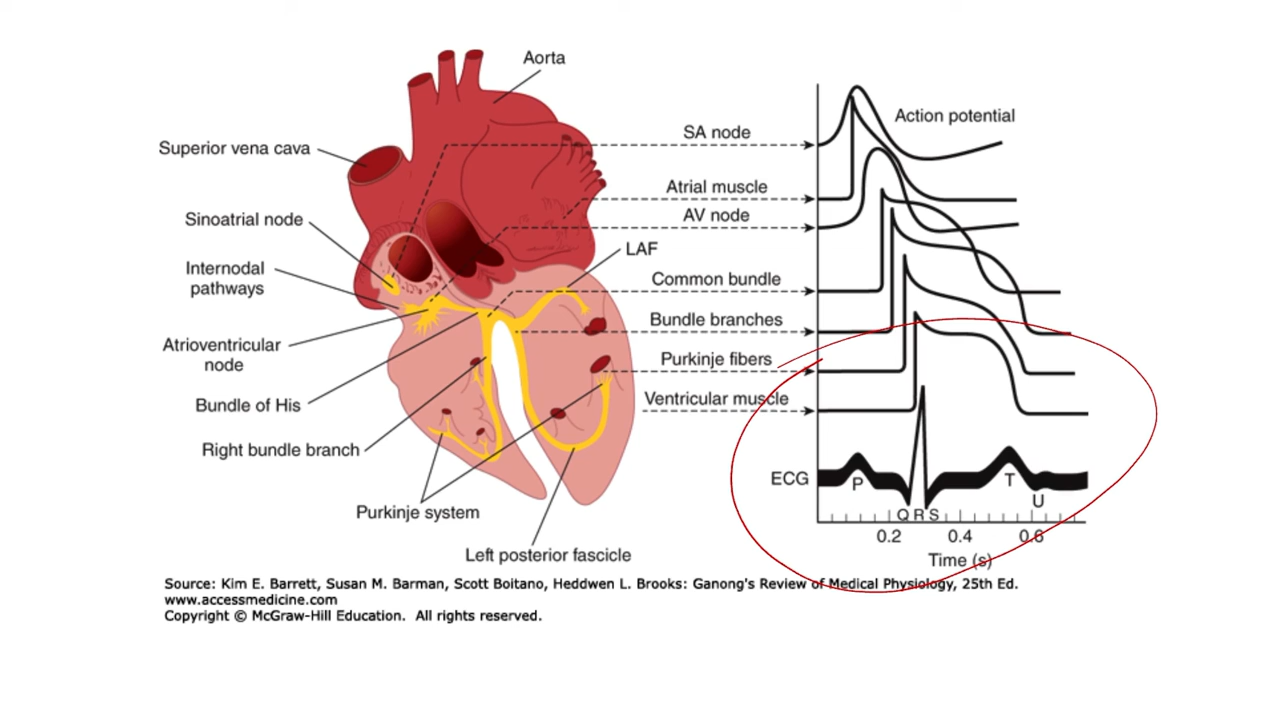 Aorta
Superior vena cava
Sinoatrial node
Internodal
pathways
Atrioventricular
node
Bundle of His
Right bundle branch
Purkinje system
Left posterior fascicle
LAF
SA node
Atrial muscle
AV node
Common bundle
Bundle branches
Purkinje fibers
Ventricular muscle
Action potential
ECG
P
Q R S
T
U
0.2 0.4 0.6
Time (s)
Source: Kim E. Barrett, Susan M. Barman, Scott Boitano, Heddwen L. Brooks: Ganong's Review of Medical Physiology, 25th Ed.
www.accessmedicine.com
Copyright © McGraw-Hill Education. All rights reserved.